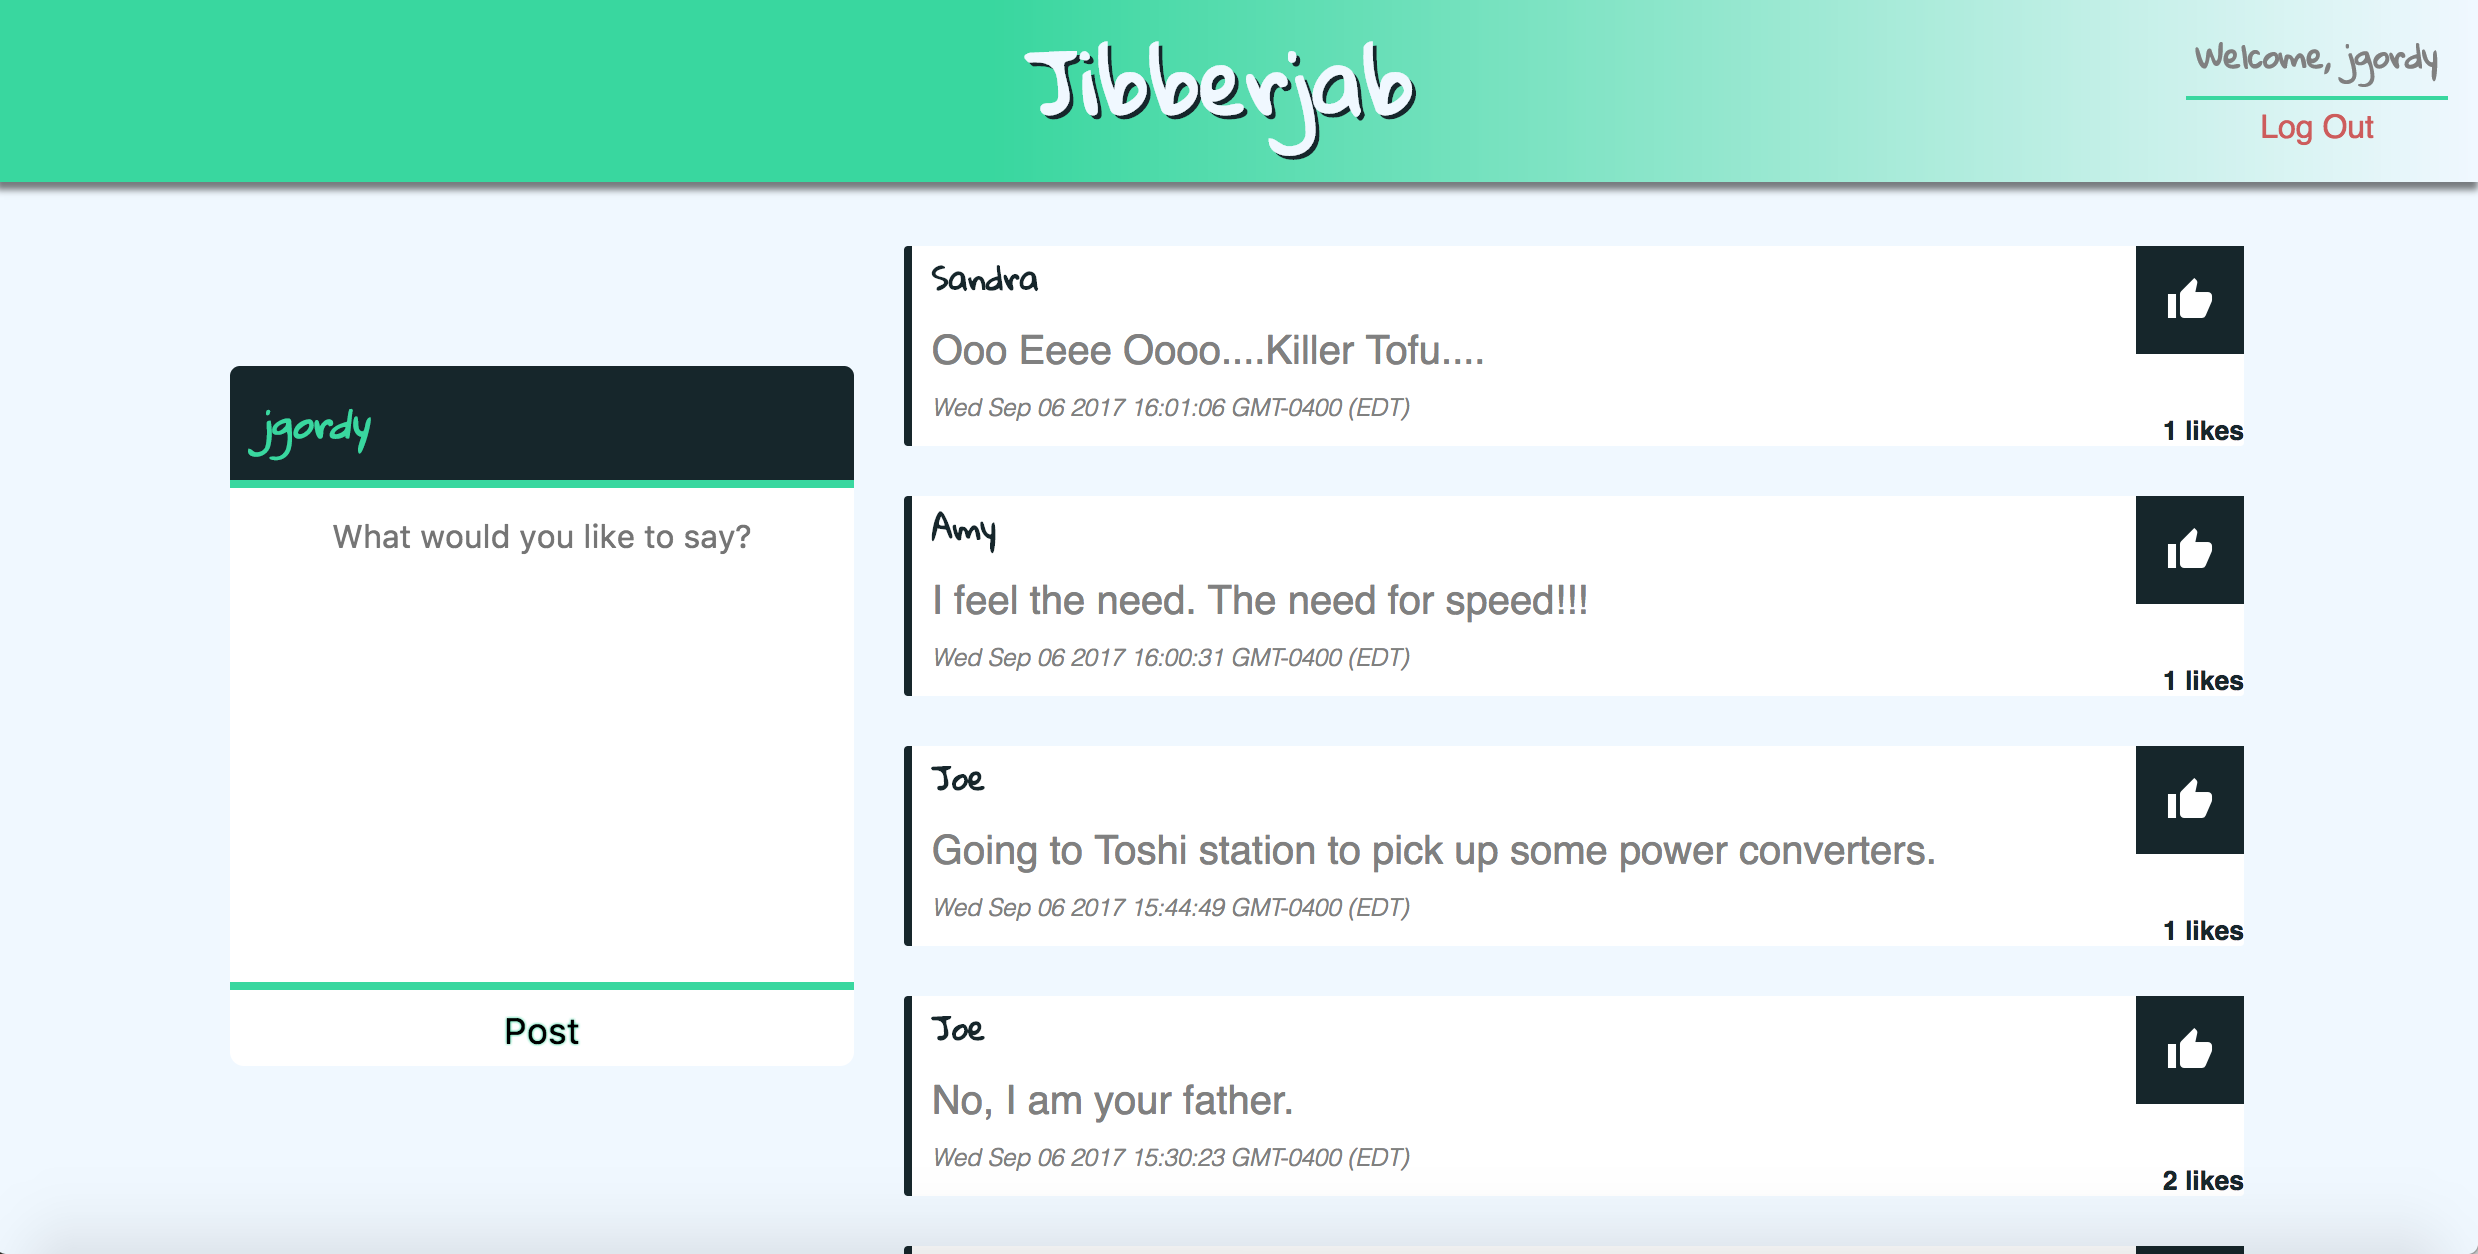 Jibberjab
Welcome, jgordy
Log Out
jgordy
What would you like to say?
Post
Sandra
Ooo Eeee Oooo....Killer Tofu....
Wed Sep 06 2017 16:01:06 GMT-0400 (EDT)
1 likes
Amy
I feel the need. The need for speed!!!
Wed Sep 06 2017 16:00:31 GMT-0400 (EDT)
1 likes
Joe
Going to Toshi station to pick up some power converters.
Wed Sep 06 2017 15:44:49 GMT-0400 (EDT)
1 likes
Joe
No, I am your father.
Wed Sep 06 2017 15:30:23 GMT-0400 (EDT)
2 likes